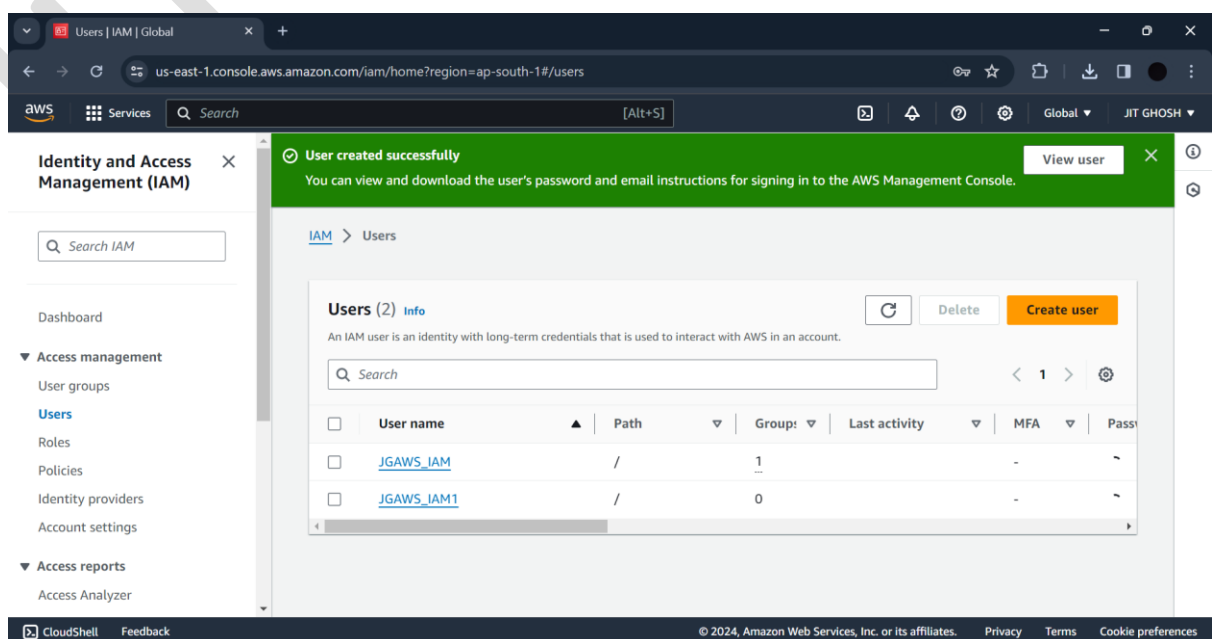 Users | IAM | Global
us-east-1.console.aws.amazon.com/iam/home?region=ap-south-1#/users
aws Services Search [Alt+S] Global JIT GHOSH
Identity and Access
Management (IAM)
Search IAM
Dashboard
Access management
User groups
Users
Roles
Policies
Identity providers
Account settings
Access reports
Access Analyzer
User created successfully
You can view and download the user's password and email instructions for signing in to the AWS Management Console.
View user
IAM > Users
Users (2) Info
Delete
Create user
An IAM user is an identity with long-term credentials that is used to interact with AWS in an account.
Search
1
User name Path Groups Last activity MFA Passw
JGAWS_IAM / 1 -
JGAWS_IAM1 / 0 -
CloudShell Feedback © 2024, Amazon Web Services, Inc. or its affiliates. Privacy Terms Cookie preferences